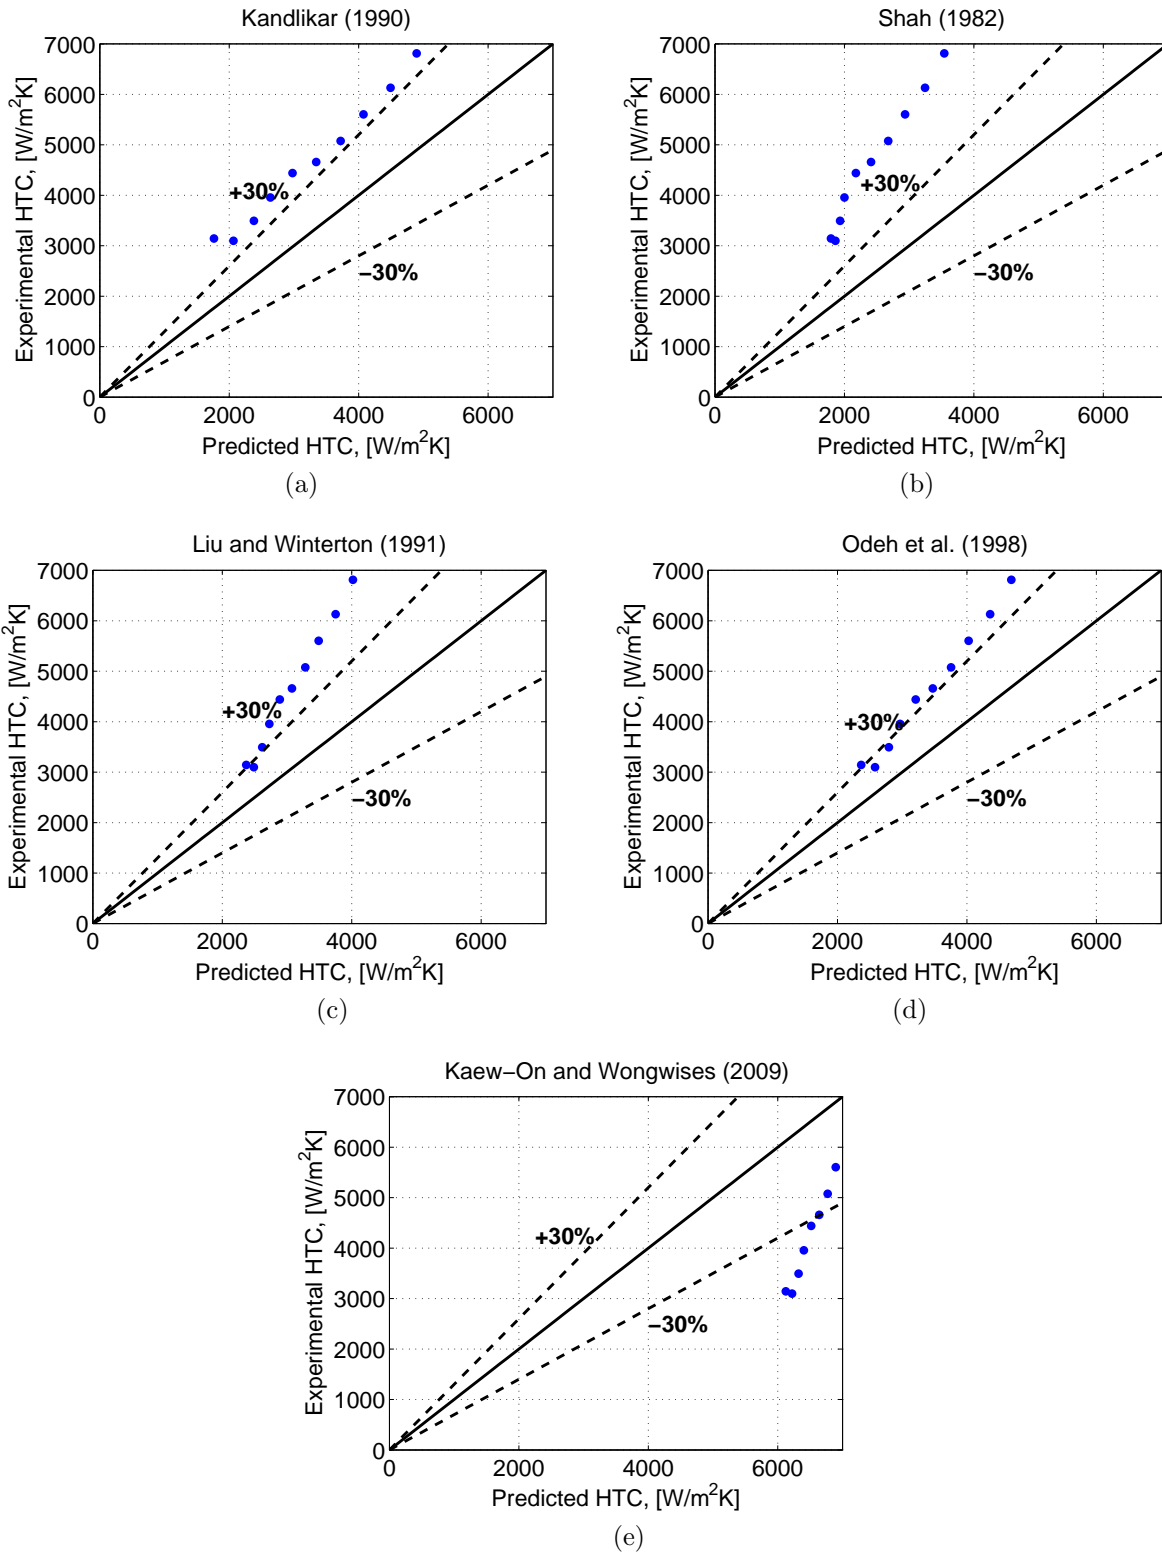 Kandlikar (1990)
Experimental HTC, [W/m²K]
7000
6000
5000
4000
3000
2000
1000
0
+30%
−30%
0 2000 4000 6000
Predicted HTC, [W/m²K]
(a)
Shah (1982)
Experimental HTC, [W/m²K]
7000
6000
5000
4000
3000
2000
1000
0
+30%
−30%
0 2000 4000 6000
Predicted HTC, [W/m²K]
(b)
Liu and Winterton (1991)
Experimental HTC, [W/m²K]
7000
6000
5000
4000
3000
2000
1000
0
+30%
−30%
0 2000 4000 6000
Predicted HTC, [W/m²K]
(c)
Odeh et al. (1998)
Experimental HTC, [W/m²K]
7000
6000
5000
4000
3000
2000
1000
0
+30%
−30%
0 2000 4000 6000
Predicted HTC, [W/m²K]
(d)
Kaew−On and Wongwises (2009)
Experimental HTC, [W/m²K]
7000
6000
5000
4000
3000
2000
1000
0
+30%
−30%
0 2000 4000 6000
Predicted HTC, [W/m²K]
(e)